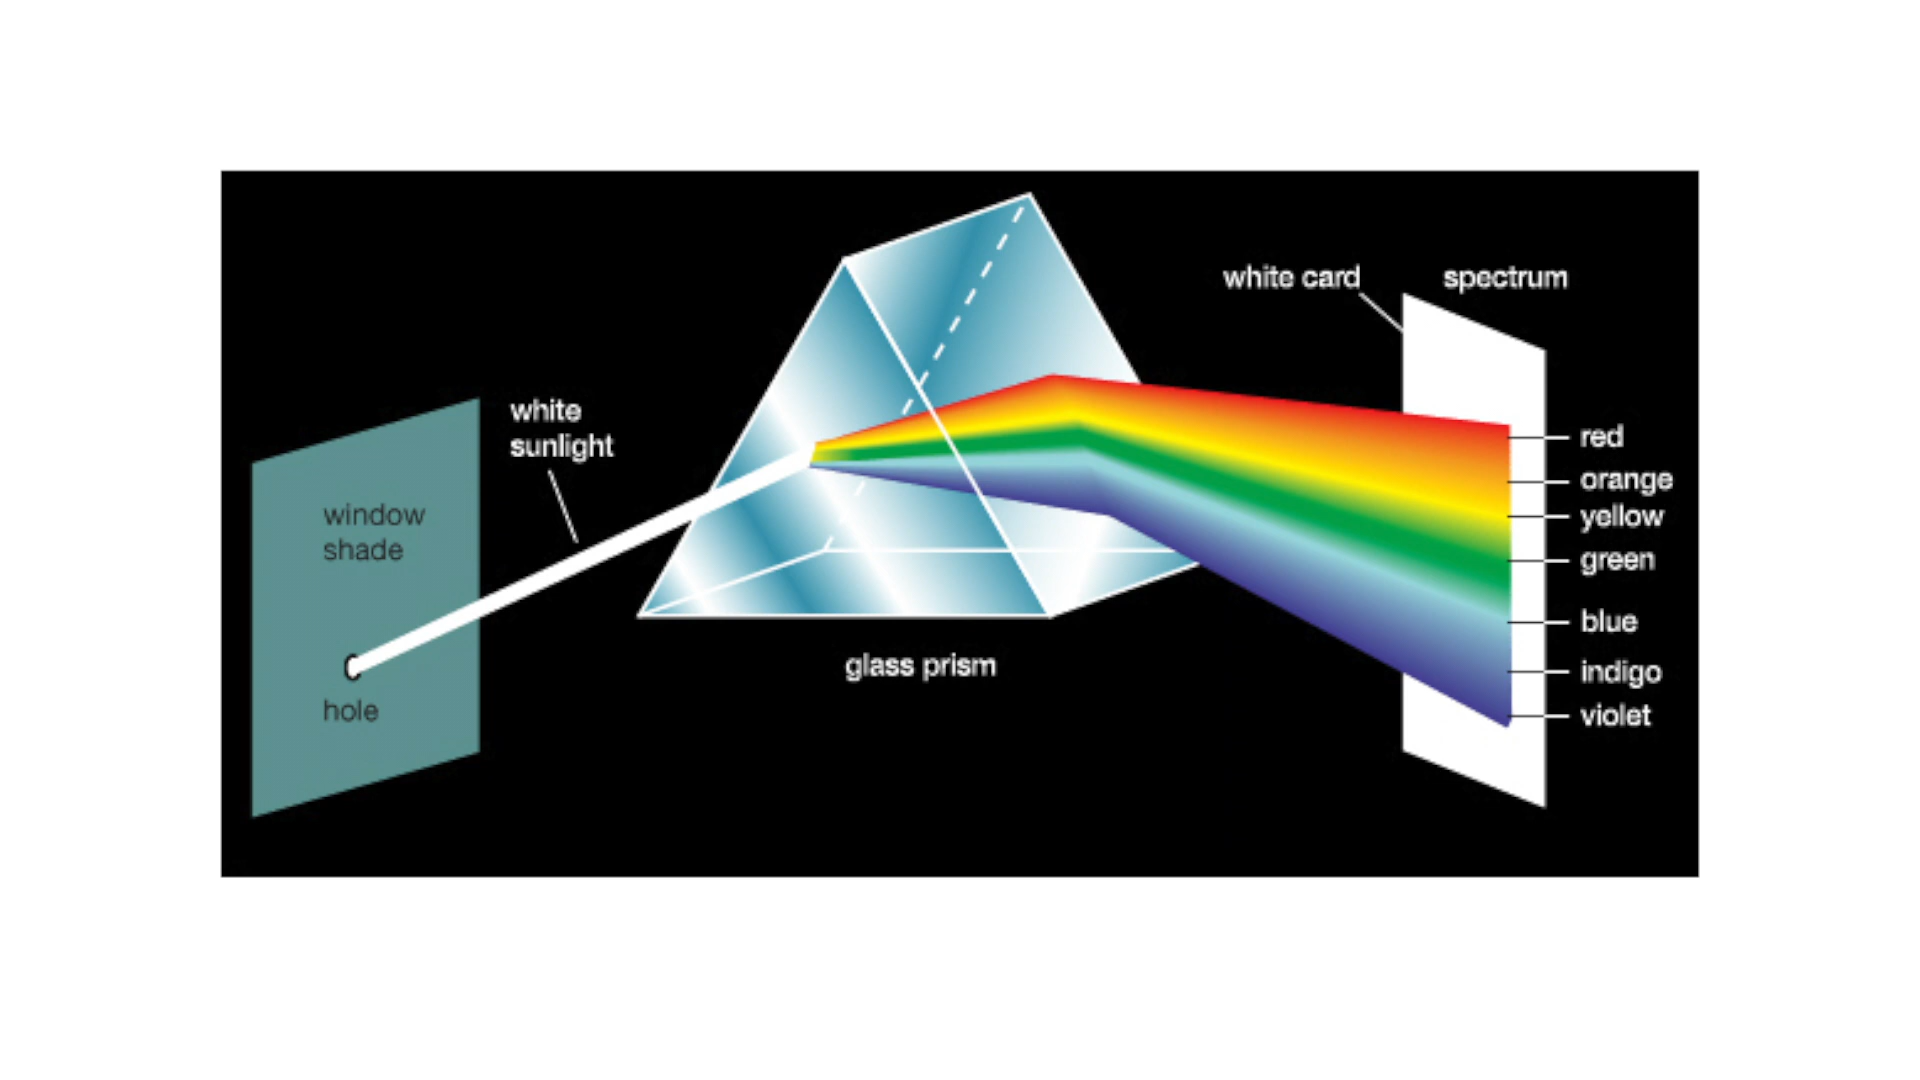 white card
spectrum
white
sunlight
window
shade
hole
glass prism
red
orange
yellow
green
blue
indigo
violet